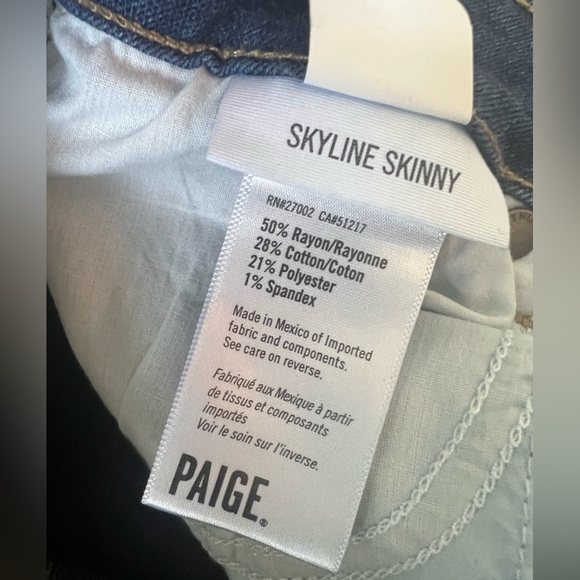 SKYLINE SKINNY
RN#27002 CA#51217
50% Rayon/Rayonne
28% Cotton/Coton
21% Polyester
1% Spandex
Made in Mexico of Imported
fabric and components.
See care on reverse.
Fabriqué aux Mexique à partir
de tissus et composants
importés
Voir le soin sur l'inverse.
PAIGE®